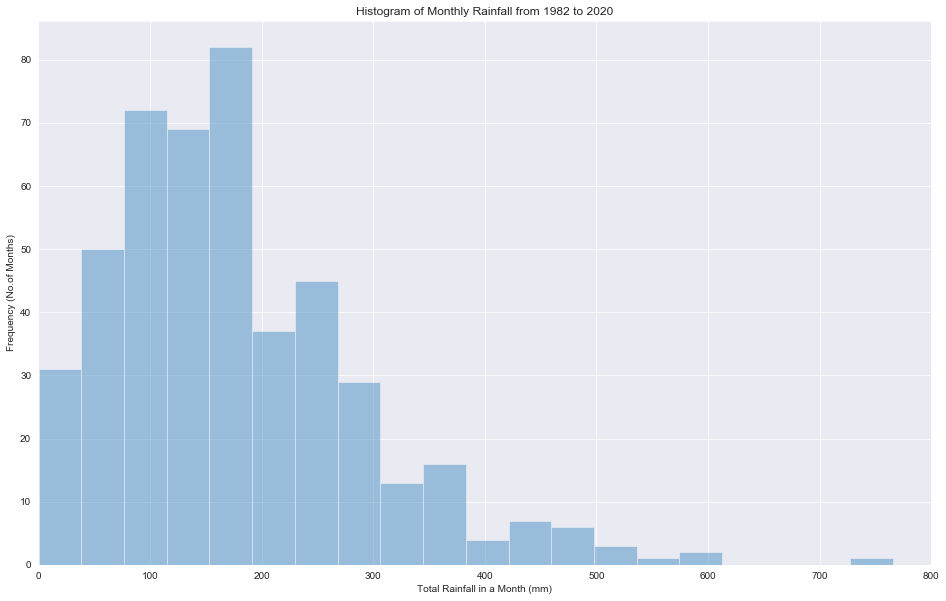 Histogram of Monthly Rainfall from 1982 to 2020
80
70
60
50
40
30
20
10
0
Frequency (No.of Months)
0 100 200 300 400 500 600 700 800
Total Rainfall in a Month (mm)